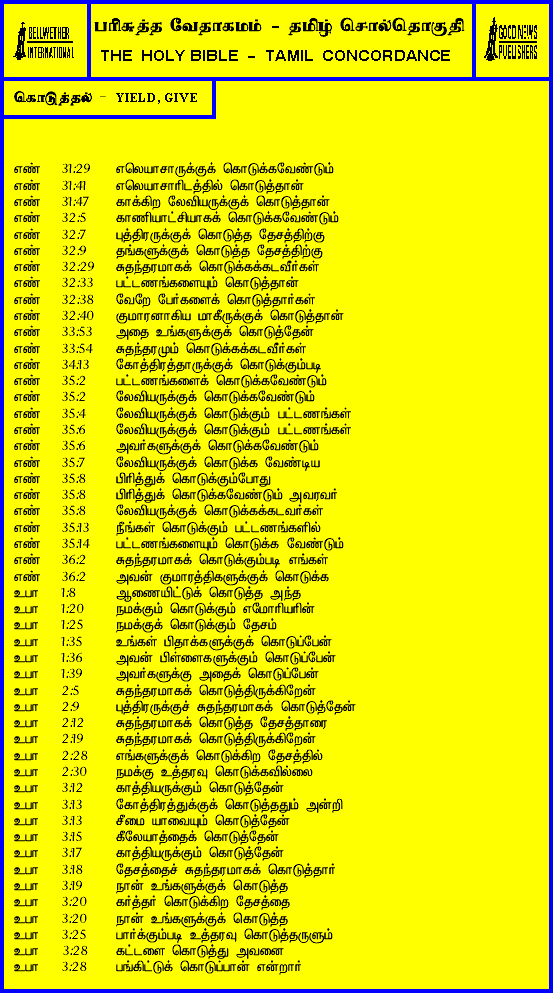 BELLWETHER
INTERNATIONAL
பரிசுத்த வேதாகமம் - தமிழ் சொல்தொகுதி
THE HOLY BIBLE - TAMIL CONCORDANCE
GOOD NEWS
PUBLISHERS
கொடுத்தல் - YIELD, GIVE
எண் 31:29 எலெயாசாருக்குக் கொடுக்கவேண்டும்
எண் 31:41 எலெயாசாரிடத்தில் கொடுத்தான்
எண் 31:47 காக்கிற லேவியருக்குக் கொடுத்தான்
எண் 32:5 காணியாட்சியாகக் கொடுக்கவேண்டும்
எண் 32:7 புத்திரருக்குக் கொடுத்த தேசத்திற்கு
எண் 32:9 தங்களுக்குக் கொடுத்த தேசத்திற்கு
எண் 32:29 சுதந்தரமாகக் கொடுக்கக்கடவீர்கள்
எண் 32:33 பட்டணங்களையும் கொடுத்தான்
எண் 32:38 வேறே பேர்களைக் கொடுத்தார்கள்
எண் 32:40 குமாரனாகிய மாகீருக்குக் கொடுத்தான்
எண் 33:53 அதை உங்களுக்குக் கொடுத்தேன்
எண் 33:54 சுதந்தரமும் கொடுக்கக்கடவீர்கள்
எண் 34:13 கோத்திரத்தாருக்குக் கொடுக்கும்படி
எண் 35:2 பட்டணங்களைக் கொடுக்கவேண்டும்
எண் 35:2 லேவியருக்குக் கொடுக்கவேண்டும்
எண் 35:4 லேவியருக்குக் கொடுக்கும் பட்டணங்கள்
எண் 35:6 லேவியருக்குக் கொடுக்கும் பட்டணங்கள்
எண் 35:6 அவர்களுக்குக் கொடுக்கவேண்டும்
எண் 35:7 லேவியருக்குக் கொடுக்க வேண்டிய
எண் 35:8 பிரித்துக் கொடுக்கும்போது
எண் 35:8 பிரித்துக் கொடுக்கவேண்டும் அவரவர்
எண் 35:8 லேவியருக்குக் கொடுக்கக்கடவர்கள்
எண் 35:13 நீங்கள் கொடுக்கும் பட்டணங்களில்
எண் 35:14 பட்டணங்களையும் கொடுக்க வேண்டும்
எண் 36:2 சுதந்தரமாகக் கொடுக்கும்படி எங்கள்
எண் 36:2 அவன் குமாரத்திகளுக்குக் கொடுக்க
உபா 1:8 ஆணையிட்டுக் கொடுத்த அந்த
உபா 1:20 நமக்கும் கொடுக்கும் எமோரியரின்
உபா 1:25 நமக்குக் கொடுக்கும் தேசம்
உபா 1:35 உங்கள் பிதாக்களுக்குக் கொடுப்பேன்
உபா 1:36 அவன் பிள்ளைகளுக்கும் கொடுப்பேன்
உபா 1:39 அவர்களுக்கு அதைக் கொடுப்பேன்
உபா 2:5 சுதந்தரமாகக் கொடுத்திருக்கிறேன்
உபா 2:9 புத்திரருக்குச் சுதந்தரமாகக் கொடுத்தேன்
உபா 2:12 சுதந்தரமாகக் கொடுத்த தேசத்தாரை
உபா 2:19 சுதந்தரமாகக் கொடுத்திருக்கிறேன்
உபா 2:28 எங்களுக்குக் கொடுக்கிற தேசத்தில்
உபா 2:30 நமக்கு உத்தரவு கொடுக்கவில்லை
உபா 3:12 காத்தியருக்கும் கொடுத்தேன்
உபா 3:13 கோத்திரத்துக்குக் கொடுத்ததும் அன்றி
உபா 3:13 சீமை யாவையும் கொடுத்தேன்
உபா 3:15 கீலேயாத்தைக் கொடுத்தேன்
உபா 3:17 காத்தியருக்கும் கொடுத்தேன்
உபா 3:18 தேசத்தைச் சுதந்தரமாகக் கொடுத்தார்
உபா 3:19 நான் உங்களுக்குக் கொடுத்த
உபா 3:20 கர்த்தர் கொடுக்கிற தேசத்தை
உபா 3:20 நான் உங்களுக்குக் கொடுத்த
உபா 3:25 பார்க்கும்படி உத்தரவு கொடுத்தருளும்
உபா 3:28 கட்டளை கொடுத்து அவனை
உபா 3:28 பங்கிட்டுக் கொடுப்பான் என்றார்